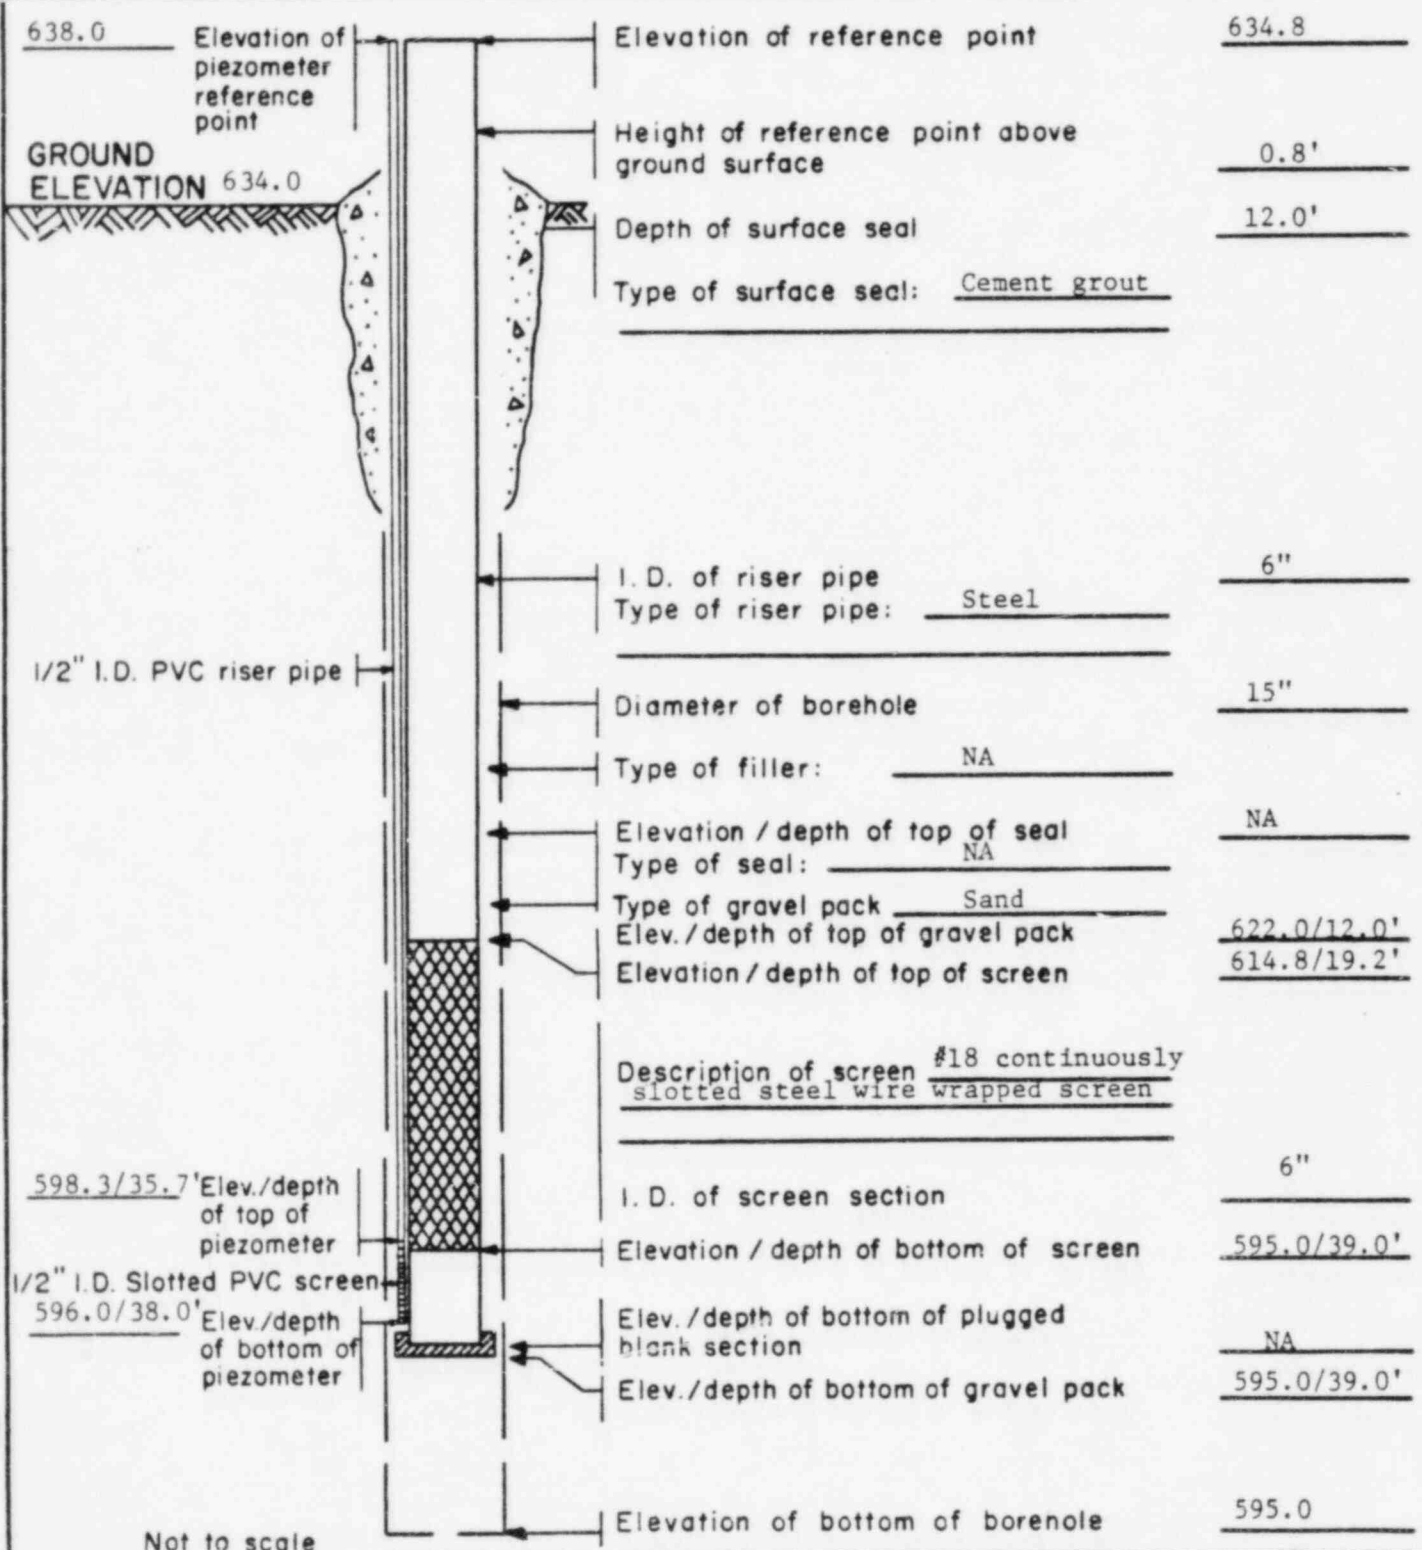 638.0 Elevation of piezometer reference point
Elevation of reference point 634.8
Height of reference point above
ground surface 0.8'
GROUND
ELEVATION 634.0
Depth of surface seal 12.0'
Type of surface seal: Cement grout
I.D. of riser pipe 6"
Type of riser pipe: Steel
1/2" I.D. PVC riser pipe
Diameter of borehole 15"
Type of filler: NA
Elevation / depth of top of seal NA
Type of seal: NA
Type of gravel pack Sand
Elev./depth of top of gravel pack 622.0/12.0'
Elevation / depth of top of screen 614.8/19.2'
Description of screen #18 continuously
slotted steel wire wrapped screen
598.3/35.7' Elev./depth
of top of
piezometer
I.D. of screen section 6"
Elevation / depth of bottom of screen 595.0/39.0'
1/2" I.D. Slotted PVC screen
596.0/38.0' Elev./depth
of bottom of
piezometer
Elev./depth of bottom of plugged
blank section NA
Elev./depth of bottom of gravel pack 595.0/39.0'
Elevation of bottom of borenole 595.0
Not to scale